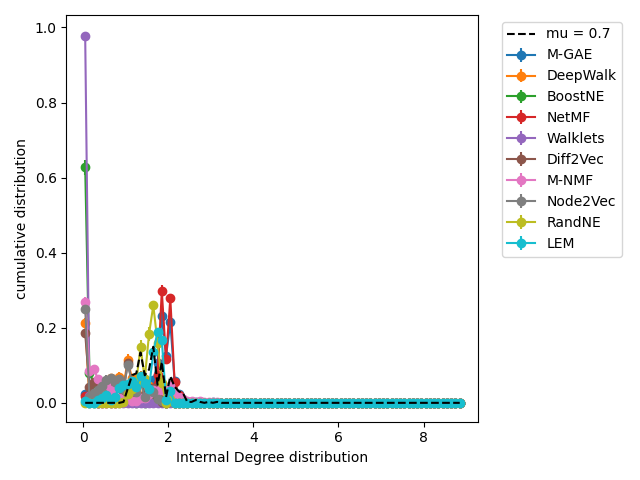 1.0
0.8
0.6
0.4
0.2
0.0
cumulative distribution
0
2
4
6
8
Internal Degree distribution
mu = 0.7
M-GAE
DeepWalk
BoostNE
NetMF
Walklets
Diff2Vec
M-NMF
Node2Vec
RandNE
LEM